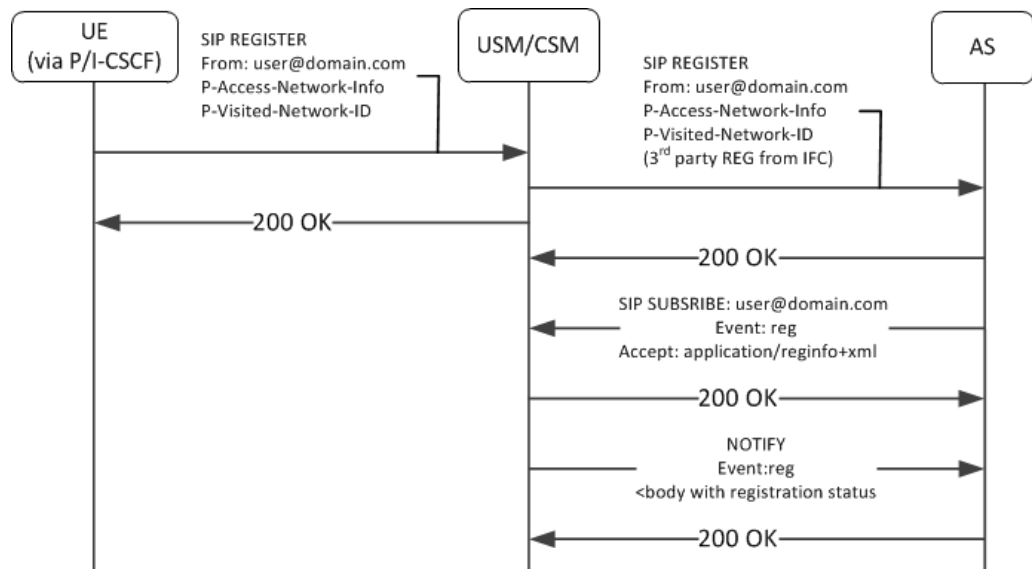 UE
(via P/I-CSCF)
USM/CSM
AS
SIP REGISTER
From: user@domain.com
P-Access-Network-Info
P-Visited-Network-ID
SIP REGISTER
From: user@domain.com
P-Access-Network-Info
P-Visited-Network-ID
(3rd party REG from IFC)
200 OK
200 OK
SIP SUBSRIBE: user@domain.com
Event: reg
Accept: application/reginfo+xml
200 OK
NOTIFY
Event:reg
<body with registration status
200 OK